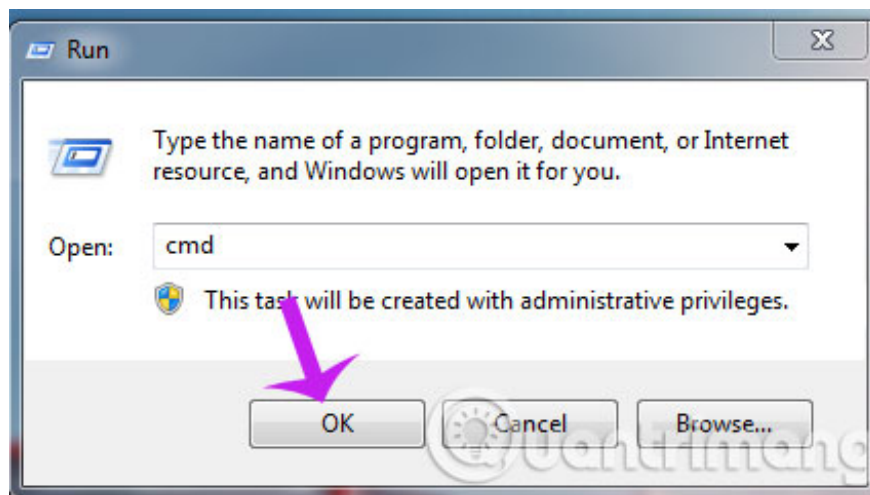 Run
Type the name of a program, folder, document, or Internet
resource, and Windows will open it for you.
Open: cmd
This task will be created with administrative privileges.
OK Cancel Browse...
Quantrimang